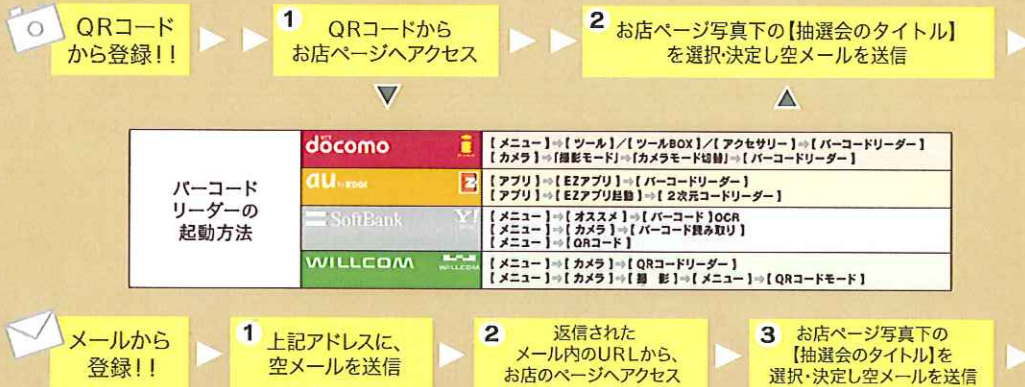 QRコード
から登録!!
1
QRコードから
お店ページへアクセス
2
お店ページ写真下の【抽選会のタイトル】
を選択・決定し空メールを送信
バーコード
リーダーの
起動方法
döcomo
【メニュー】⇨【ツール】/【ツールBOX】/【アクセサリー】⇨【バーコードリーダー】
【カメラ】⇨「撮影モード」⇨「カメラモード切替」⇨【バーコードリーダー】
au by KDDI
【アプリ】⇨【EZアプリ】⇨【バーコードリーダー】
【アプリ】⇨【EZアプリ起動】⇨【2次元コードリーダー】
SoftBank
Y!
【メニュー】⇨【オススメ】⇨【バーコード】OCR
【メニュー】⇨【カメラ】⇨【バーコード読み取り】
【メニュー】⇨【QRコード】
WILLCOM
WILLCOM
【メニュー】⇨【カメラ】⇨【QRコードリーダー】
【メニュー】⇨【カメラ】⇨【撮 影】⇨【メニュー】⇨【QRコードモード】
メールから
登録!!
1
上記アドレスに、
空メールを送信
2
返信された
メール内のURLから、
お店のページへアクセス
3
お店ページ写真下の
【抽選会のタイトル】を
選択・決定し空メールを送信